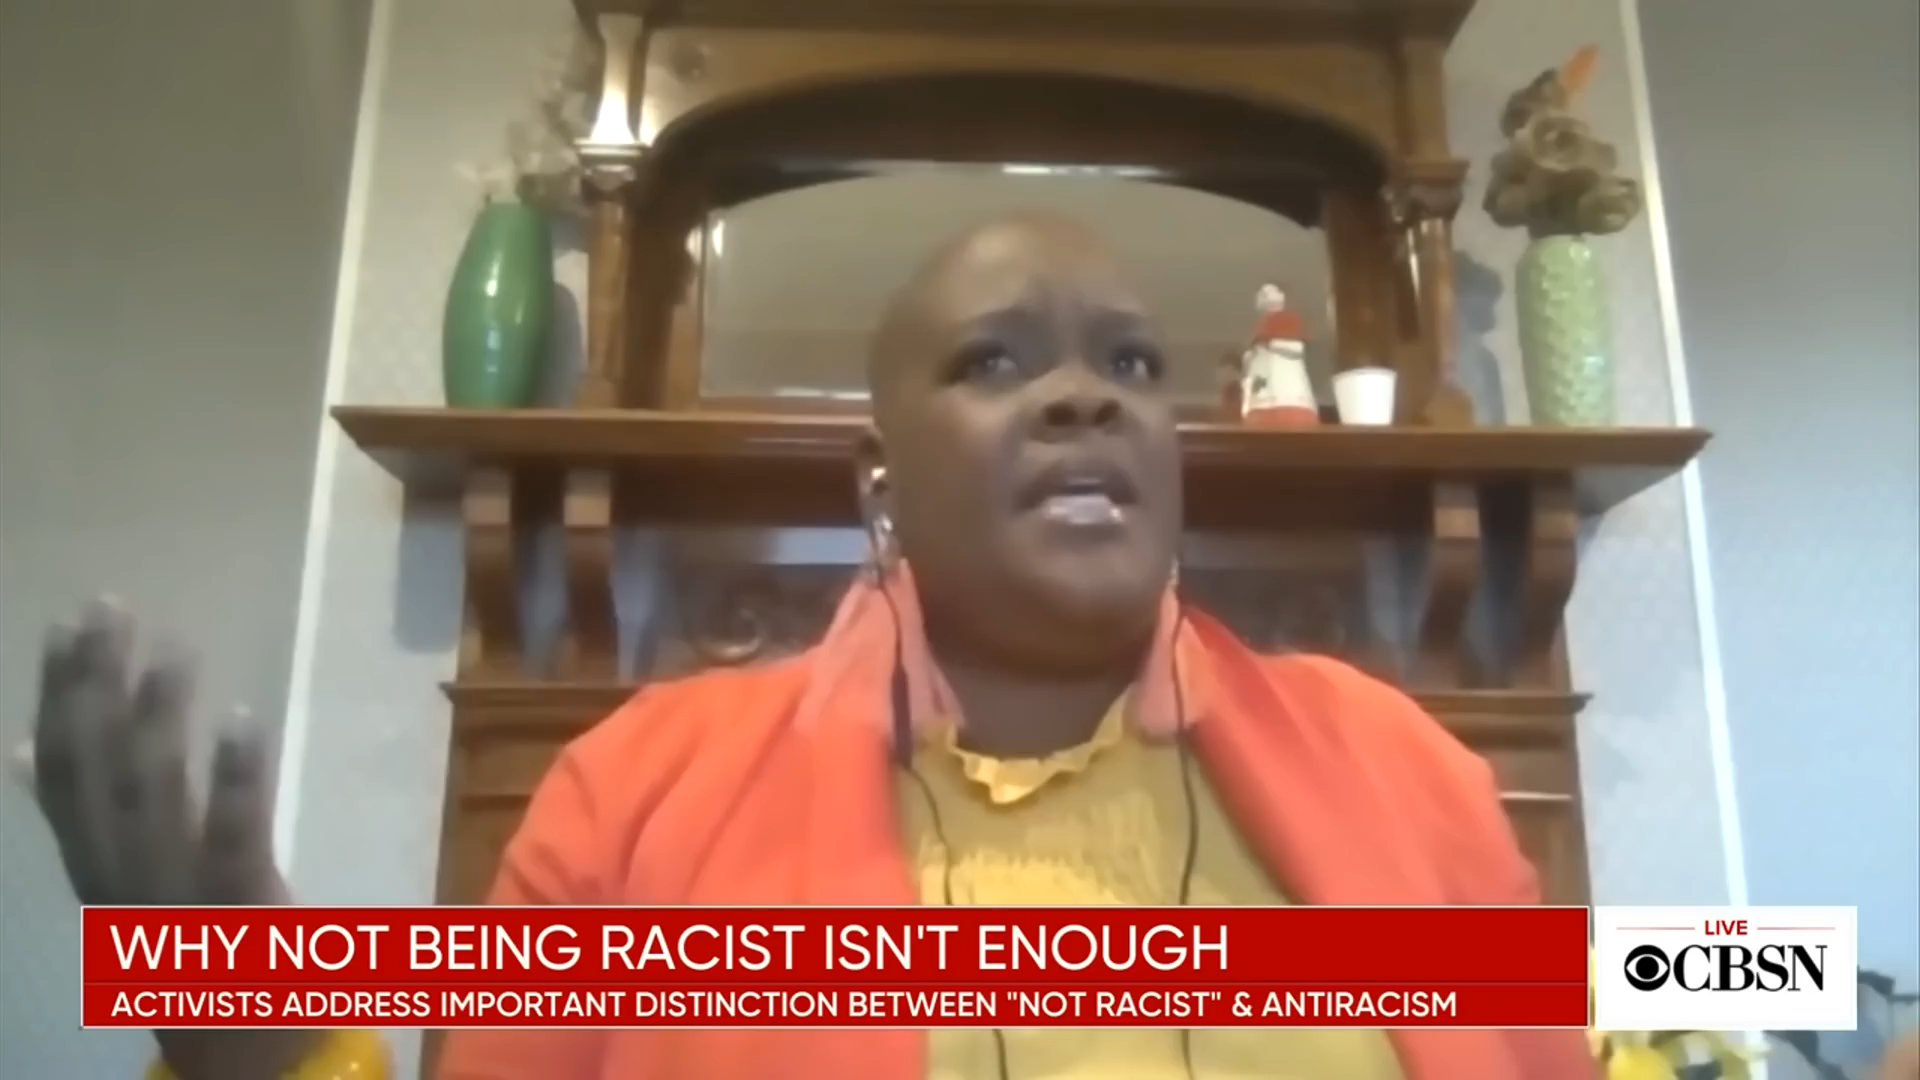 WHY NOT BEING RACIST ISN'T ENOUGH
ACTIVISTS ADDRESS IMPORTANT DISTINCTION BETWEEN "NOT RACIST" & ANTIRACISM
LIVE
CBSN